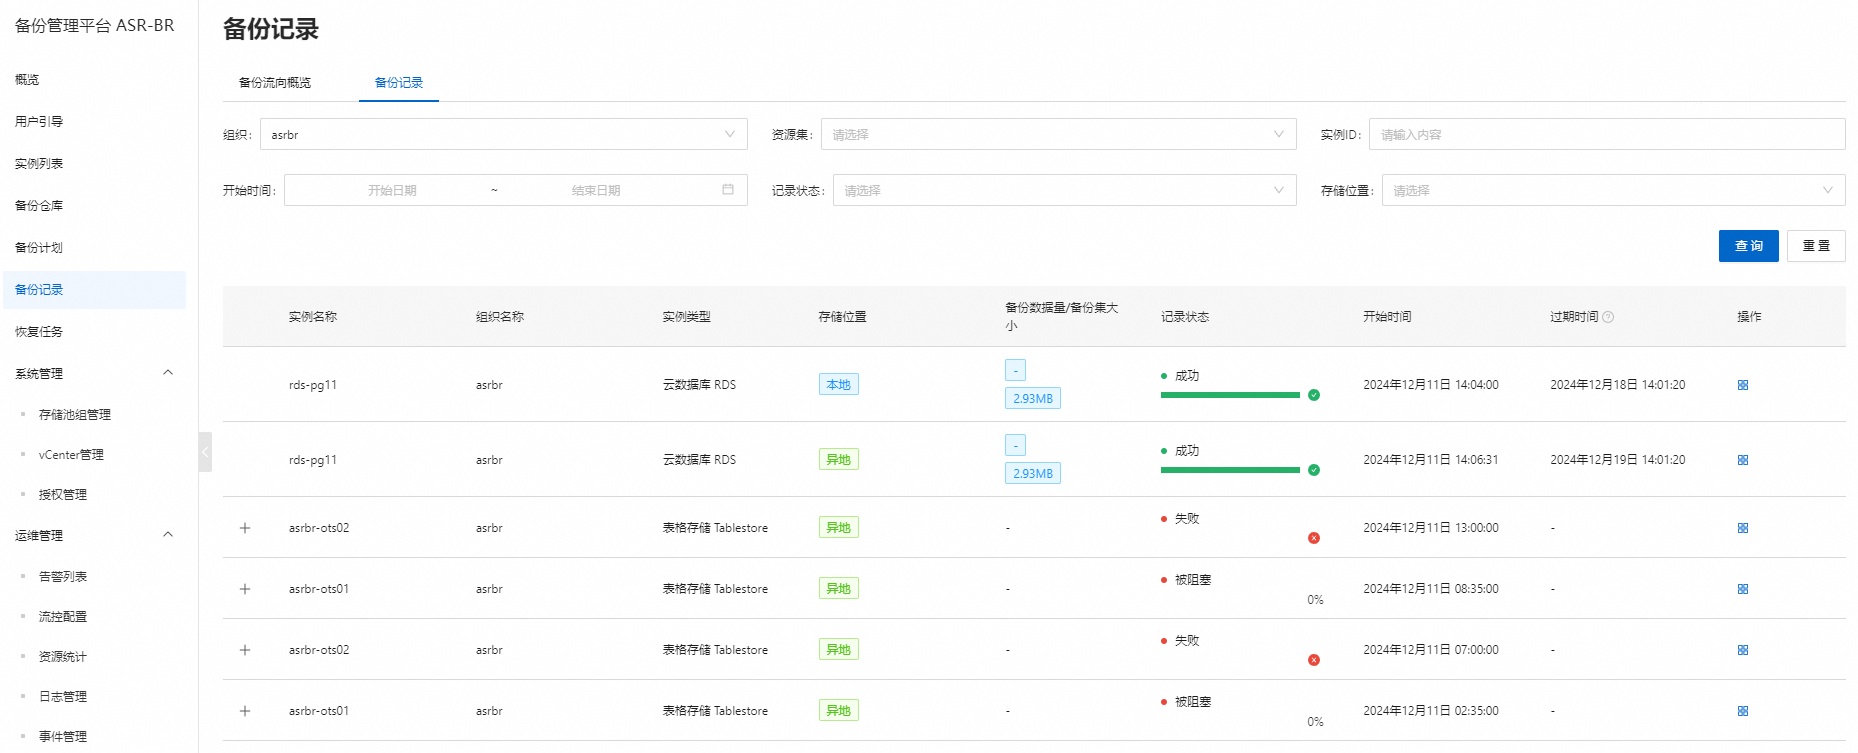 备份管理平台 ASR-BR
概览
用户引导
实例列表
备份仓库
备份计划
备份记录
恢复任务
系统管理
存储池组管理
vCenter管理
授权管理
运维管理
告警列表
流控配置
资源统计
日志管理
事件管理
备份记录
备份流向概览 备份记录
组织: asrbr 资源集: 请选择 实例ID: 请输入内容
开始时间: 开始日期 ~ 结束日期 记录状态: 请选择 存储位置: 请选择
查询 重置
实例名称 组织名称 实例类型 存储位置 备份数据量/备份集大小 记录状态 开始时间 过期时间 操作
rds-pg11 asrbr 云数据库 RDS 本地 - 2.93MB 成功 2024年12月11日 14:04:00 2024年12月18日 14:01:20
rds-pg11 asrbr 云数据库 RDS 异地 - 2.93MB 成功 2024年12月11日 14:06:31 2024年12月19日 14:01:20
asrbr-ots02 asrbr 表格存储 Tablestore 异地 - 失败 2024年12月11日 13:00:00 -
asrbr-ots01 asrbr 表格存储 Tablestore 异地 - 被阻塞 0% 2024年12月11日 08:35:00 -
asrbr-ots02 asrbr 表格存储 Tablestore 异地 - 失败 2024年12月11日 07:00:00 -
asrbr-ots01 asrbr 表格存储 Tablestore 异地 - 被阻塞 0% 2024年12月11日 02:35:00 -